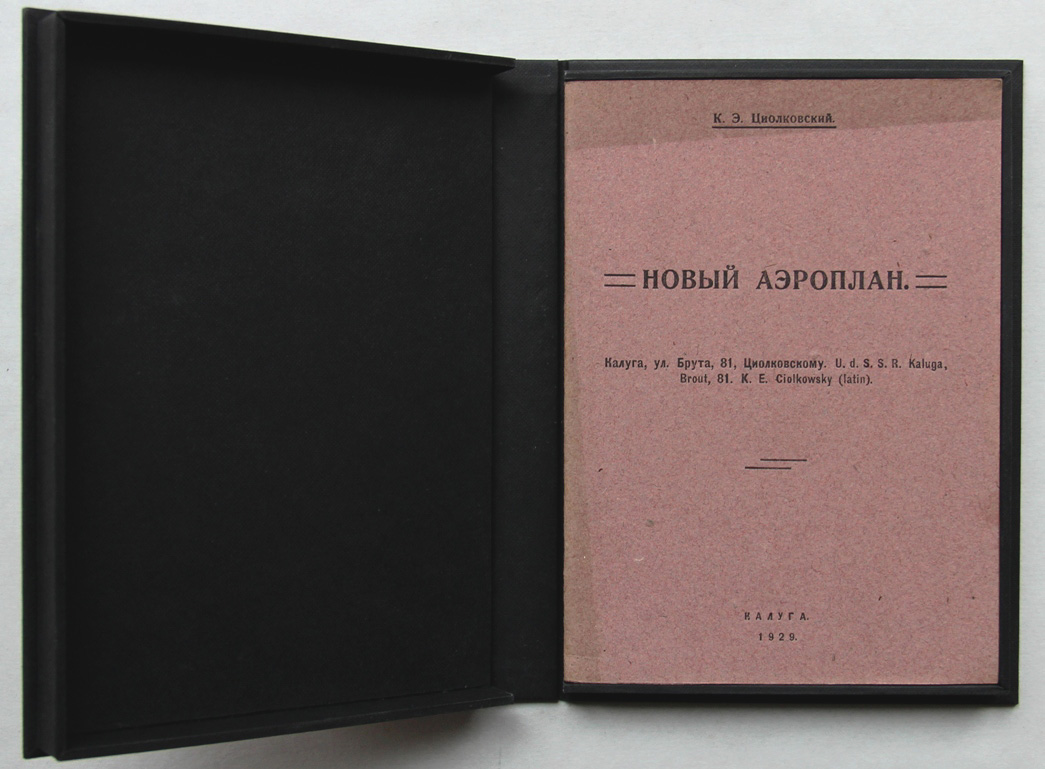 К. Э. Циолковский.
НОВЫЙ АЭРОПЛАН.
Калуга, ул. Брута, 81, Циолковскому. U. d. S. S. R. Kaluga,
Brout, 81. K. E. Ciolkowsky (latin).
КАЛУГА.
1929.